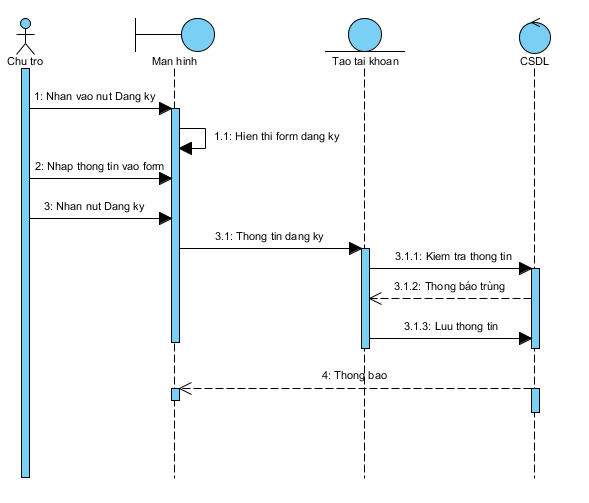 Chu tro
Man hinh
Tao tai khoan
CSDL
1: Nhan vao nut Dang ky
1.1: Hien thi form dang ky
2: Nhap thong tin vao form
3: Nhan nut Dang ky
3.1: Thong tin dang ky
3.1.1: Kiem tra thong tin
3.1.2: Thong báo trùng
3.1.3: Luu thong tin
4: Thong bao